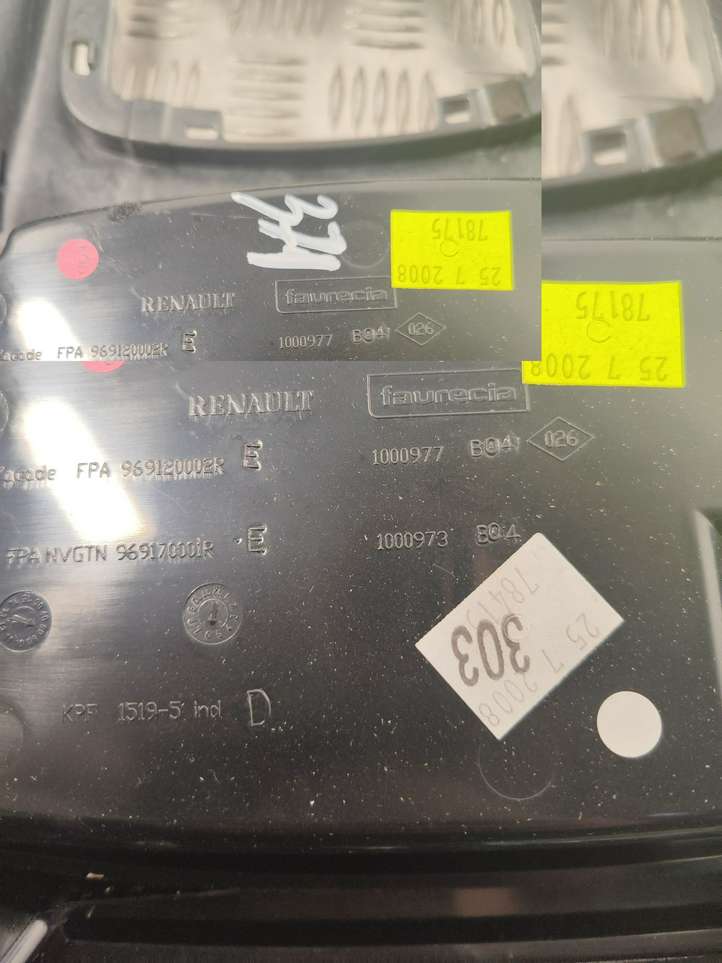 371
78175
25 7 2008
RENAULT faurecia
FPA 969120002R E 1000977 B04 026
78175
25 7 2008
RENAULT faurecia
FPA 969120002R E 1000977 B04 026
FPA NVGTN 969170001R E 1000973 B04
303
25 7 2008
1519-5 ind D